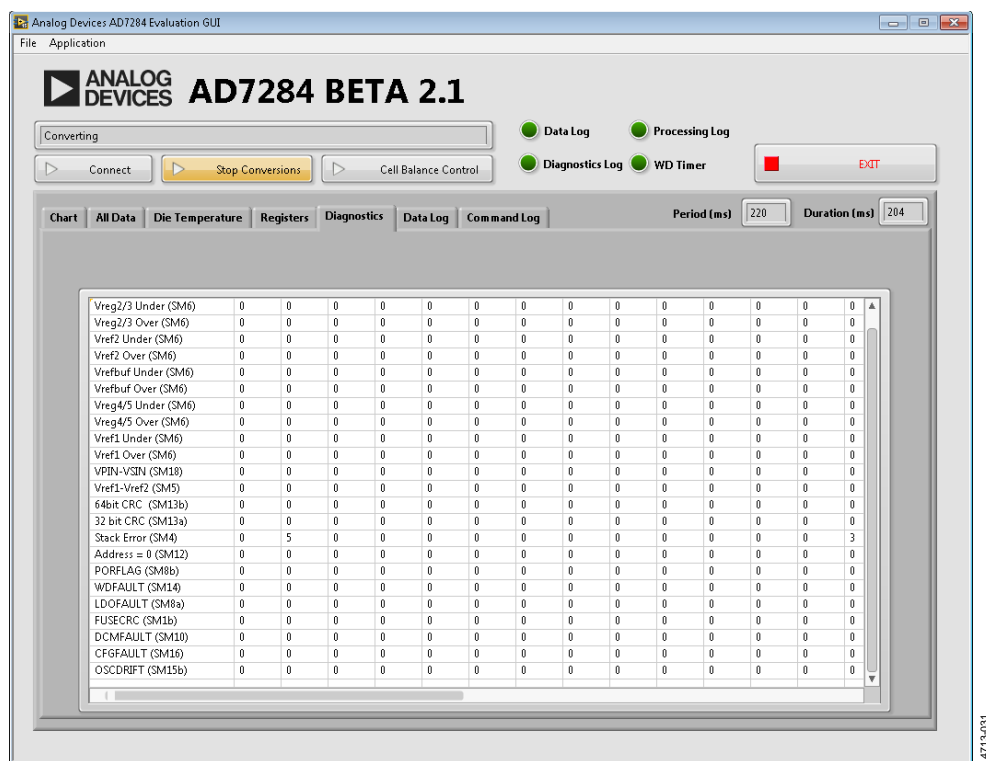 Analog Devices AD7284 Evaluation GUI
File Application
ANALOG DEVICES AD7284 BETA 2.1
Converting
Data Log Processing Log
Connect Stop Conversions Cell Balance Control Diagnostics Log WD Timer EXIT
Chart All Data Die Temperature Registers Diagnostics Data Log Command Log Period (ms) 220 Duration (ms) 204
Vreg2/3 Under (SM6) 0 0 0 0 0 0 0 0 0 0 0 0 0 0
Vreg2/3 Over (SM6) 0 0 0 0 0 0 0 0 0 0 0 0 0 0
Vref2 Under (SM6) 0 0 0 0 0 0 0 0 0 0 0 0 0 0
Vref2 Over (SM6) 0 0 0 0 0 0 0 0 0 0 0 0 0 0
Vrefbuf Under (SM6) 0 0 0 0 0 0 0 0 0 0 0 0 0 0
Vrefbuf Over (SM6) 0 0 0 0 0 0 0 0 0 0 0 0 0 0
Vreg4/5 Under (SM6) 0 0 0 0 0 0 0 0 0 0 0 0 0 0
Vreg4/5 Over (SM6) 0 0 0 0 0 0 0 0 0 0 0 0 0 0
Vref1 Under (SM6) 0 0 0 0 0 0 0 0 0 0 0 0 0 0
Vref1 Over (SM6) 0 0 0 0 0 0 0 0 0 0 0 0 0 0
VPIN-VSIN (SM18) 0 0 0 0 0 0 0 0 0 0 0 0 0 0
Vref1-Vref2 (SM5) 0 0 0 0 0 0 0 0 0 0 0 0 0 0
64bit CRC (SM13b) 0 0 0 0 0 0 0 0 0 0 0 0 0 0
32 bit CRC (SM13a) 0 0 0 0 0 0 0 0 0 0 0 0 0 0
Stack Error (SM4) 0 5 0 0 0 0 0 0 0 0 0 0 0 3
Address = 0 (SM12) 0 0 0 0 0 0 0 0 0 0 0 0 0 0
PORFLAG (SM8b) 0 0 0 0 0 0 0 0 0 0 0 0 0 0
WDFAULT (SM14) 0 0 0 0 0 0 0 0 0 0 0 0 0 0
LDOFAULT (SM8a) 0 0 0 0 0 0 0 0 0 0 0 0 0 0
FUSECRC (SM1b) 0 0 0 0 0 0 0 0 0 0 0 0 0 0
DCMFAULT (SM10) 0 0 0 0 0 0 0 0 0 0 0 0 0 0
CFGFAULT (SM16) 0 0 0 0 0 0 0 0 0 0 0 0 0 0
OSCDRIFT (SM15b) 0 0 0 0 0 0 0 0 0 0 0 0 0 0
4713-031